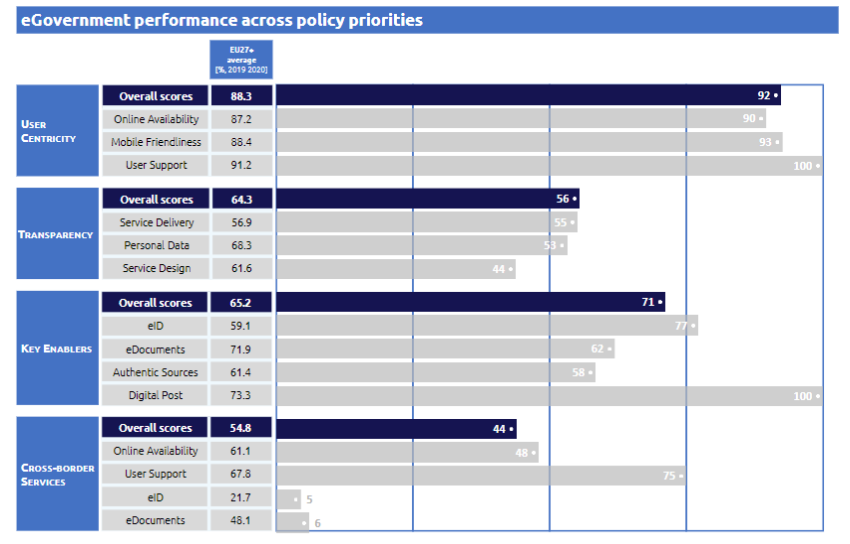 eGovernment performance across policy priorities
EU27+
average
[%, 2019 2020]
USER
CENTRICITY
Overall scores 88.3 92
Online Availability 87.2 90
Mobile Friendliness 88.4 93
User Support 91.2 100
TRANSPARENCY
Overall scores 64.3 56
Service Delivery 56.9 55
Personal Data 68.3 53
Service Design 61.6 44
KEY ENABLERS
Overall scores 65.2 71
eID 59.1 77
eDocuments 71.9 62
Authentic Sources 61.4 58
Digital Post 73.3 100
CROSS-BORDER
SERVICES
Overall scores 54.8 44
Online Availability 61.1 48
User Support 67.8 75
eID 21.7 5
eDocuments 48.1 6